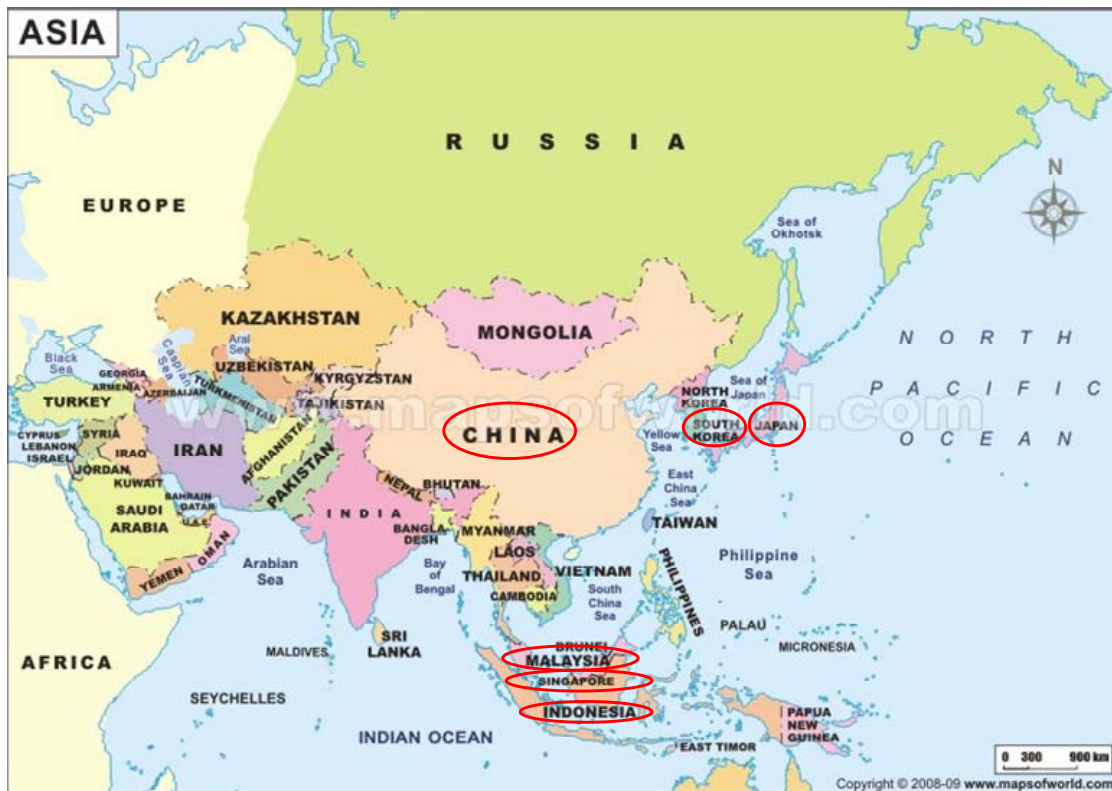 ASIA
RUSSIA
EUROPE
N
Sea of
Okhotsk
KAZAKHSTAN
MONGOLIA
NORTH
PACIFIC
OCEAN
Black
Sea
Caspian
Sea
Aral
Sea
GEORGIA
ARMENIA
AZERBAIJAN
UZBEKISTAN
TURKMENISTAN
KYRGYZSTAN
TAJIKISTAN
TURKEY
www.mapsofworld.com
NORTH
KOREA
Sea of
Japan
CHINA
SOUTH
KOREA
JAPAN
Yellow
Sea
CYPRUS
LEBANON
ISRAEL
SYRIA
JORDAN
IRAQ
KUWAIT
IRAN
AFGHANISTAN
PAKISTAN
BAHRAIN
QATAR
U.A.E.
SAUDI
ARABIA
OMAN
YEMEN
NEPAL
BHUTAN
INDIA
BANGLA-
DESH
MYANMAR
East
China
Sea
TAIWAN
LAOS
THAILAND
VIETNAM
CAMBODIA
Arabian
Sea
Bay
of
Bengal
South
China
Sea
PHILIPPINES
Philippine
Sea
AFRICA
MALDIVES
SRI
LANKA
PALAU
MICRONESIA
BRUNEI
MALAYSIA
SINGAPORE
INDONESIA
SEYCHELLES
INDIAN OCEAN
EAST TIMOR
PAPUA
NEW
GUINEA
0 300 900 km
Copyright © 2008-09 www.mapsofworld.com